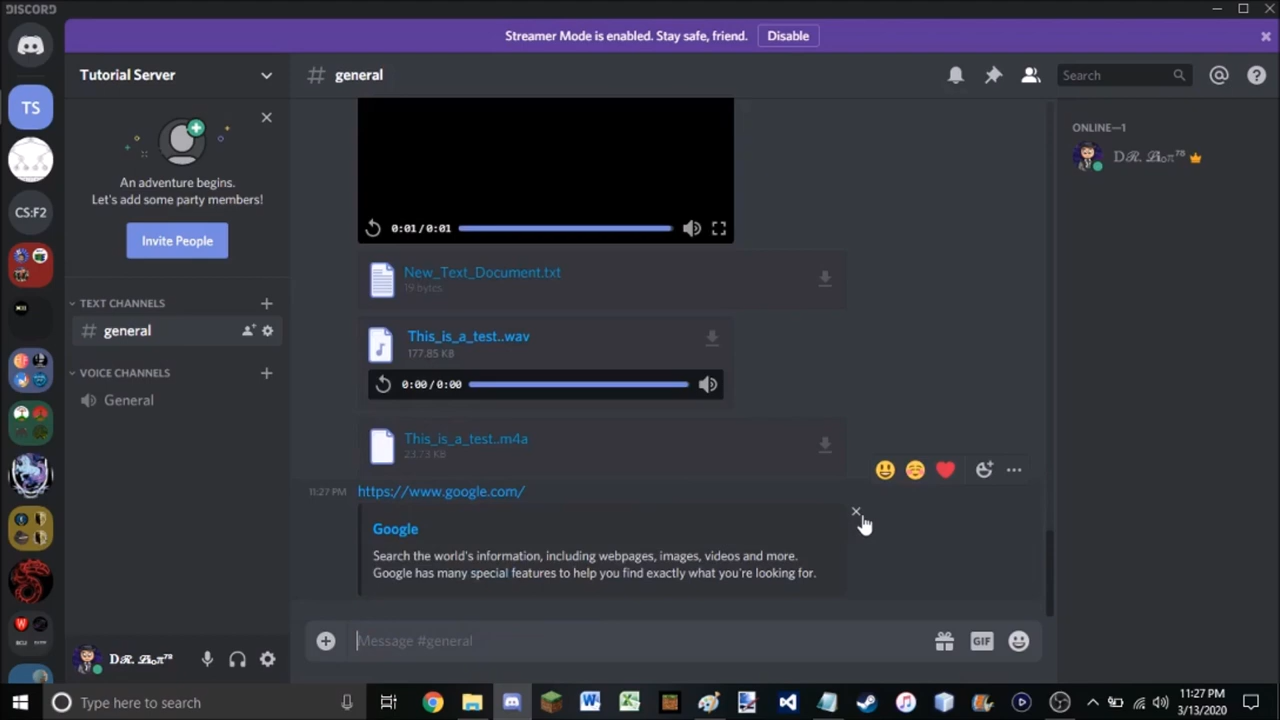 DISCORD
Streamer Mode is enabled. Stay safe, friend.
Disable
Tutorial Server
general
Search
TS
An adventure begins.
Let's add some party members!
Invite People
CS:F2
TEXT CHANNELS
general
VOICE CHANNELS
General
0:01/0:01
New_Text_Document.txt
19 bytes
This_is_a_test..wav
177.85 KB
0:00/0:00
This_is_a_test..m4a
23.73 KB
11:27 PM https://www.google.com/
Google
Search the world's information, including webpages, images, videos and more.
Google has many special features to help you find exactly what you're looking for.
Message #general
GIF
ONLINE—1
Type here to search
11:27 PM
3/13/2020